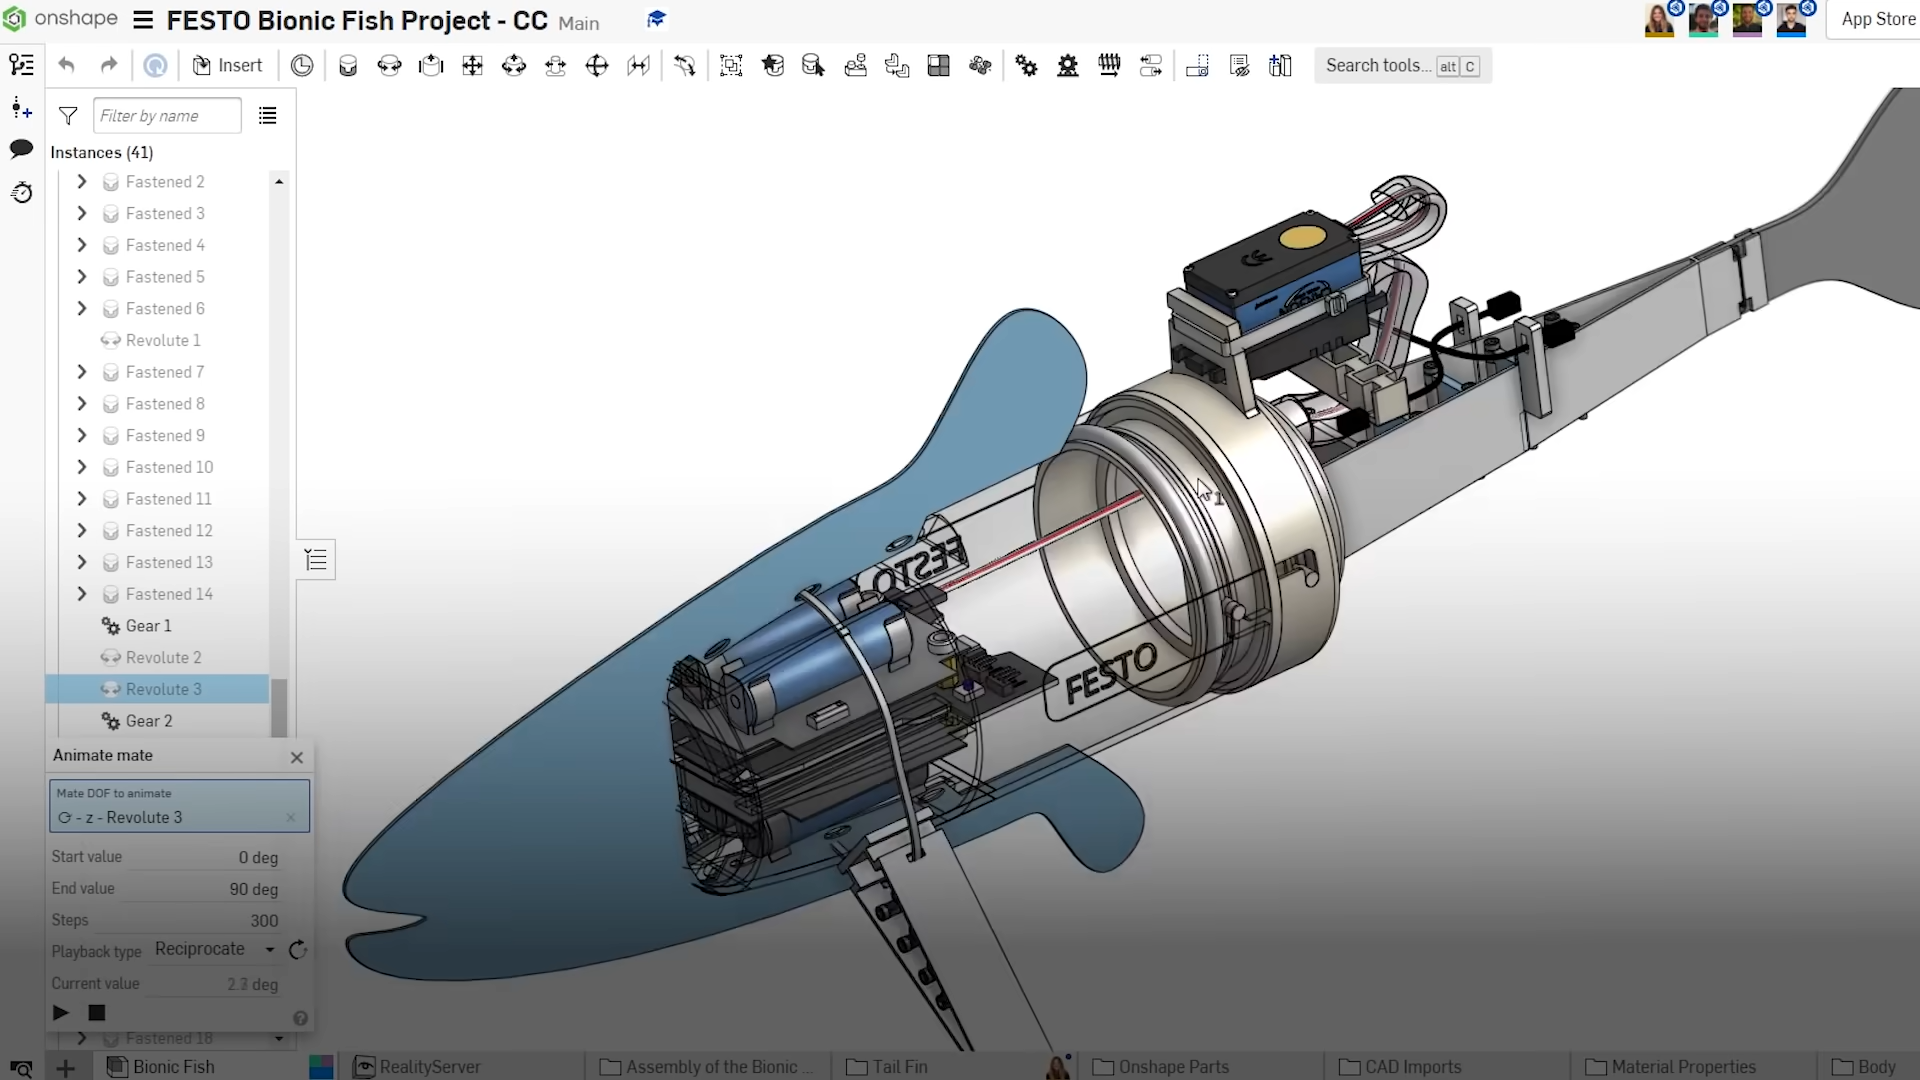 onshape FESTO Bionic Fish Project - CC Main App Store
Insert Search tools... alt C
Filter by name
Instances (41)
Fastened 2
Fastened 3
Fastened 4
Fastened 5
Fastened 6
Revolute 1
Fastened 7
Fastened 8
Fastened 9
Fastened 10
Fastened 11
Fastened 12
Fastened 13
Fastened 14
Gear 1
Revolute 2
Revolute 3
Gear 2
Animate mate
Mate DOF to animate
- z - Revolute 3
Start value 0 deg
End value 90 deg
Steps 300
Playback type Reciprocate
Current value deg
Fastened 18
CE
FESTO
FESTO
Bionic Fish RealityServer Assembly of the Bionic ... Tail Fin Onshape Parts CAD Imports Material Properties Body